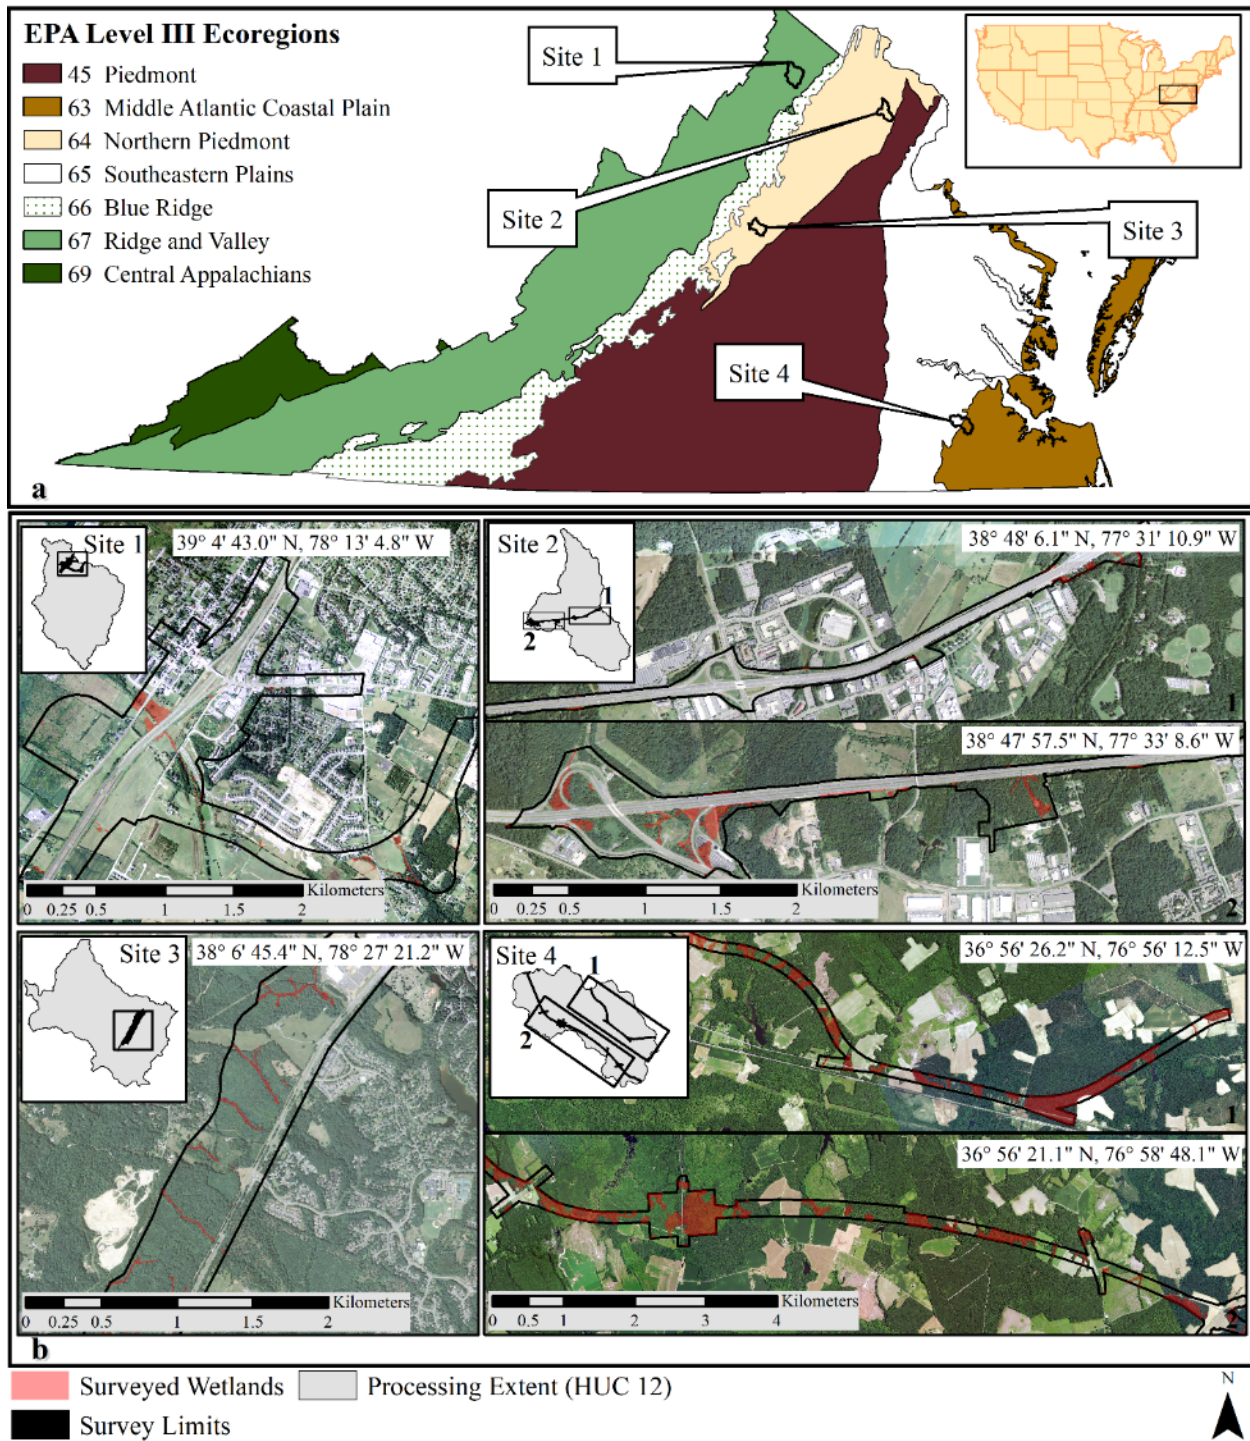 EPA Level III Ecoregions
45 Piedmont
63 Middle Atlantic Coastal Plain
64 Northern Piedmont
65 Southeastern Plains
66 Blue Ridge
67 Ridge and Valley
69 Central Appalachians
Site 1
Site 2
Site 3
Site 4
a
Site 1
39° 4' 43.0" N, 78° 13' 4.8" W
Kilometers
0 0.25 0.5 1 1.5 2
Site 2
1
2
38° 48' 6.1" N, 77° 31' 10.9" W
1
38° 47' 57.5" N, 77° 33' 8.6" W
Kilometers
0 0.25 0.5 1 1.5 2
2
Site 3
38° 6' 45.4" N, 78° 27' 21.2" W
Kilometers
0 0.25 0.5 1 1.5 2
Site 4
1
2
36° 56' 26.2" N, 76° 56' 12.5" W
1
36° 56' 21.1" N, 76° 58' 48.1" W
Kilometers
0 0.5 1 2 3 4
2
b
Surveyed Wetlands
Processing Extent (HUC 12)
Survey Limits
N